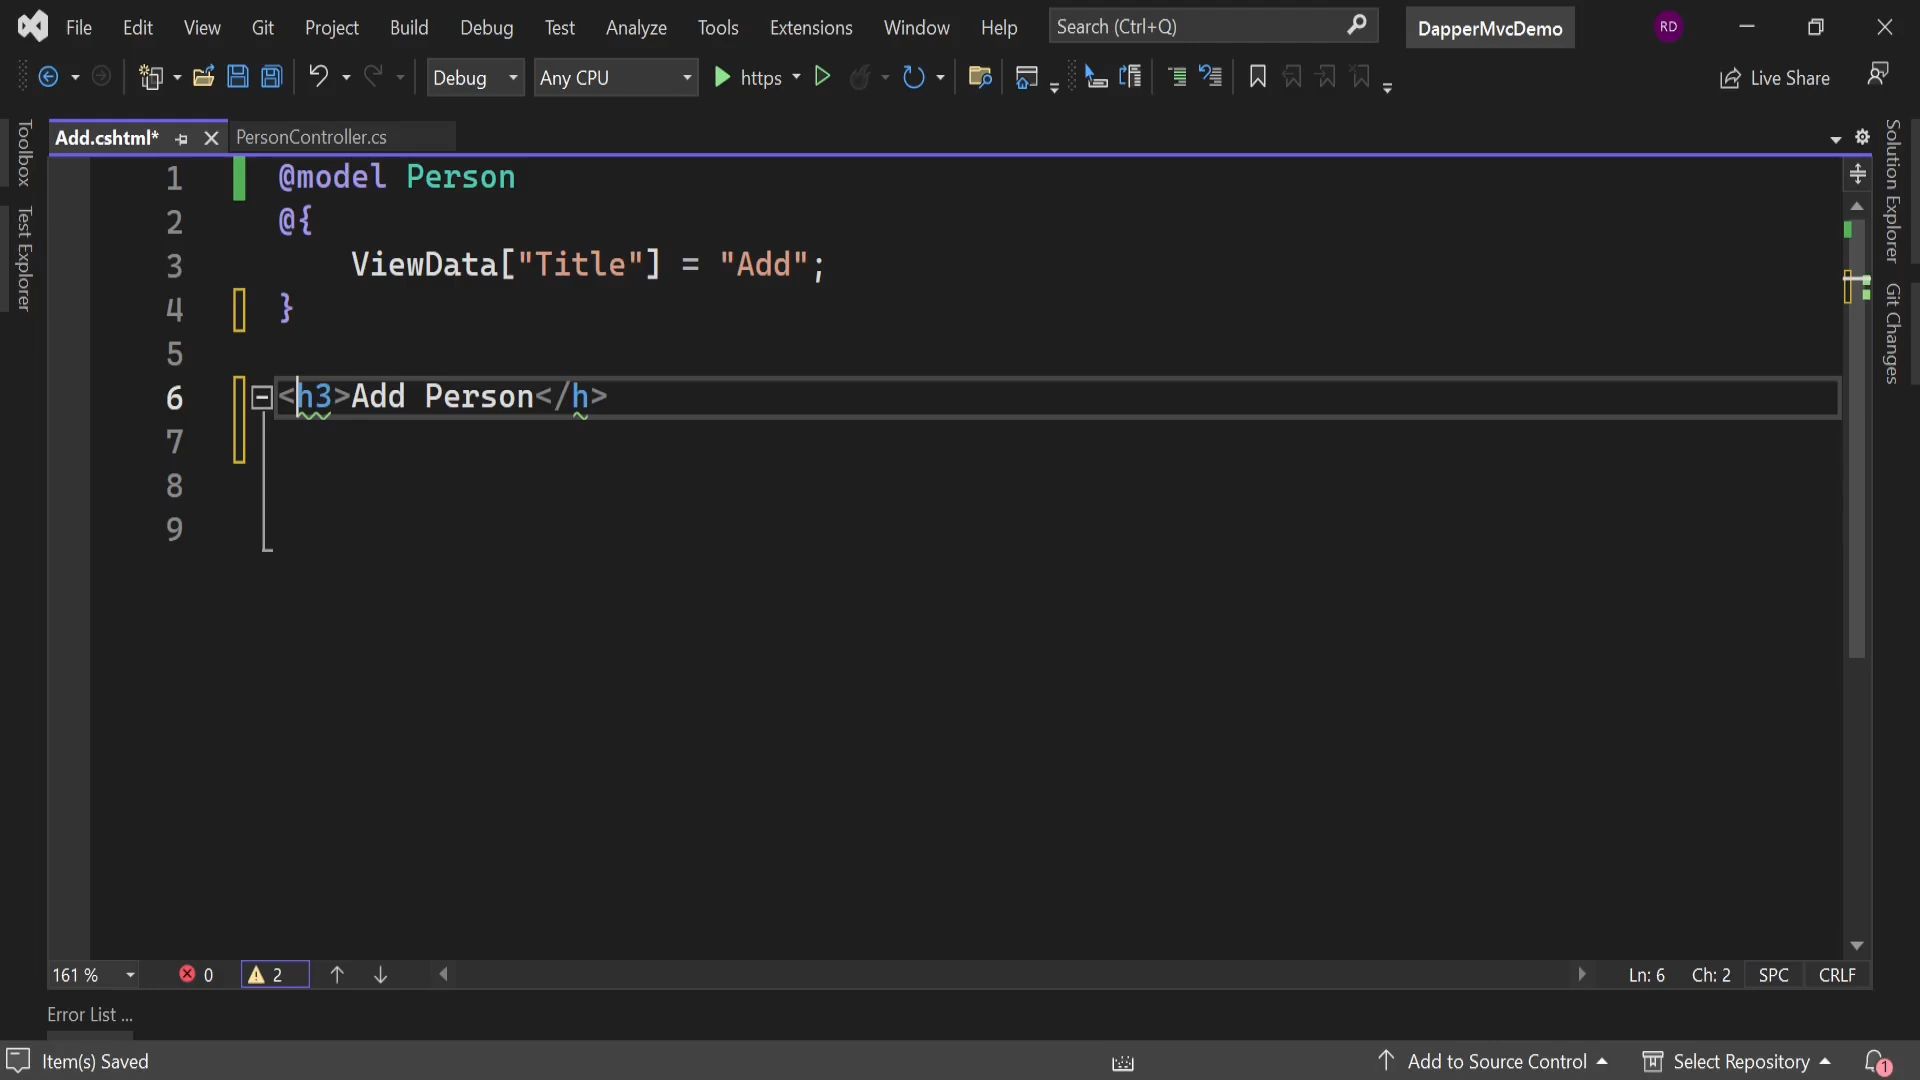 File Edit View Git Project Build Debug Test Analyze Tools Extensions Window Help Search (Ctrl+Q) DapperMvcDemo RD
Debug Any CPU https Live Share
Add.cshtml* PersonController.cs
Toolbox
Test Explorer
1 @model Person
2 @{
3 ViewData["Title"] = "Add";
4 }
5
6 <h3>Add Person</h>
7
8
9
Solution Explorer
Git Changes
161 % 0 2 Ln: 6 Ch: 2 SPC CRLF
Error List ...
Item(s) Saved Add to Source Control Select Repository 1